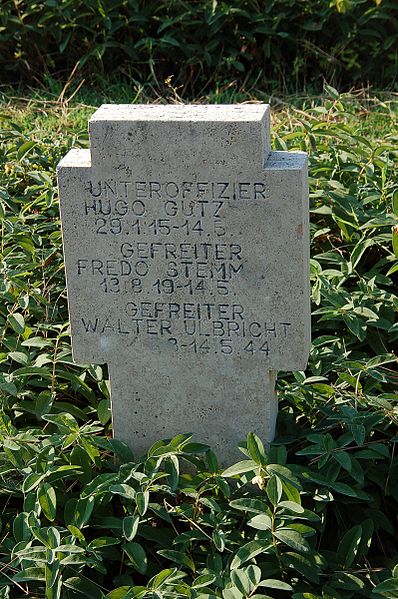 UNTEROFFIZIER
HUGO GUTZ
29.1.15-14.5.
GEFREITER
FREDO STEMM
13.8.19-14.5.
GEFREITER
WALTER ULBRICHT
8-14.5.44